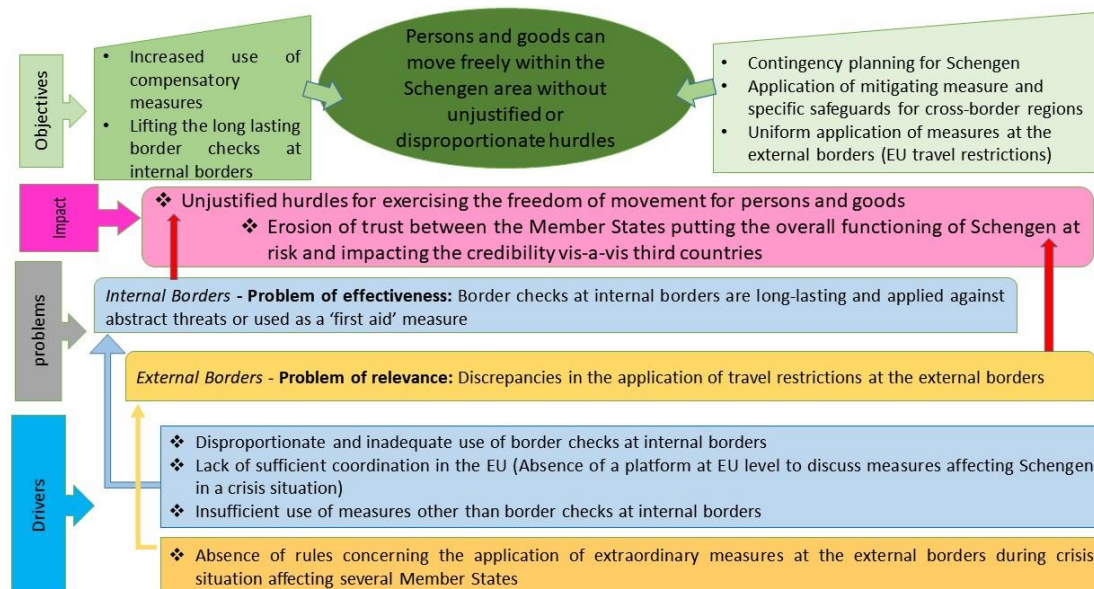 Objectives
• Increased use of
compensatory
measures
• Lifting the long lasting
border checks at
internal borders
Persons and goods can
move freely within the
Schengen area without
unjustified or
disproportionate hurdles
• Contingency planning for Schengen
• Application of mitigating measure and
specific safeguards for cross-border
regions
• Uniform application of measures at the
external borders (EU travel restrictions)
Impact
❖ Unjustified hurdles for exercising the freedom of movement for persons and goods
❖ Erosion of trust between the Member States putting the overall functioning of Schengen at
risk and impacting the credibility vis-a-vis third countries
problems
Internal Borders - Problem of effectiveness: Border checks at internal borders are long-lasting and applied against
abstract threats or used as a ‘first aid’ measure
External Borders - Problem of relevance: Discrepancies in the application of travel restrictions at the external borders
Drivers
❖ Disproportionate and inadequate use of border checks at internal borders
❖ Lack of sufficient coordination in the EU (Absence of a platform at EU level to discuss measures affecting Schengen
in a crisis situation)
❖ Insufficient use of measures other than border checks at internal borders
❖ Absence of rules concerning the application of extraordinary measures at the external borders during crisis
situation affecting several Member States